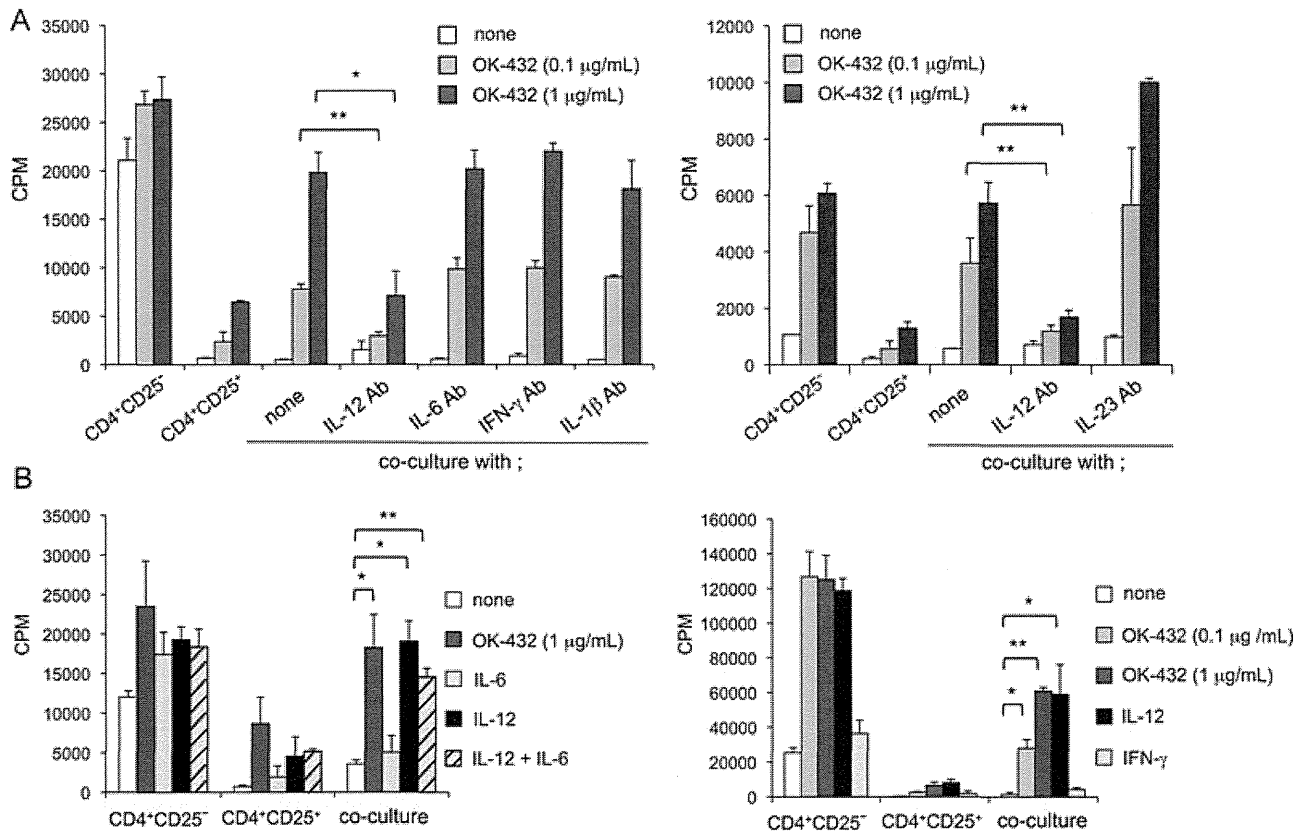 A
CPM
35000
30000
25000
20000
15000
10000
5000
0
none
OK-432 (0.1 µg/mL)
OK-432 (1 µg/mL)
*
**
CD4⁺CD25⁻
CD4⁺CD25⁺
none
IL-12 Ab
IL-6 Ab
IFN-γ Ab
IL-1β Ab
co-culture with ;
CPM
12000
10000
8000
6000
4000
2000
0
none
OK-432 (0.1 µg/mL)
OK-432 (1 µg/mL)
**
**
CD4⁺CD25⁻
CD4⁺CD25⁺
none
IL-12 Ab
IL-23 Ab
co-culture with ;
B
CPM
35000
30000
25000
20000
15000
10000
5000
0
**
*
*
none
OK-432 (1 µg/mL)
IL-6
IL-12
IL-12 + IL-6
CD4⁺CD25⁻
CD4⁺CD25⁺
co-culture
CPM
160000
140000
120000
100000
80000
60000
40000
20000
0
*
**
*
none
OK-432 (0.1 µg /mL)
OK-432 (1 µg/mL)
IL-12
IFN-γ
CD4⁺CD25⁻
CD4⁺CD25⁺
co-culture